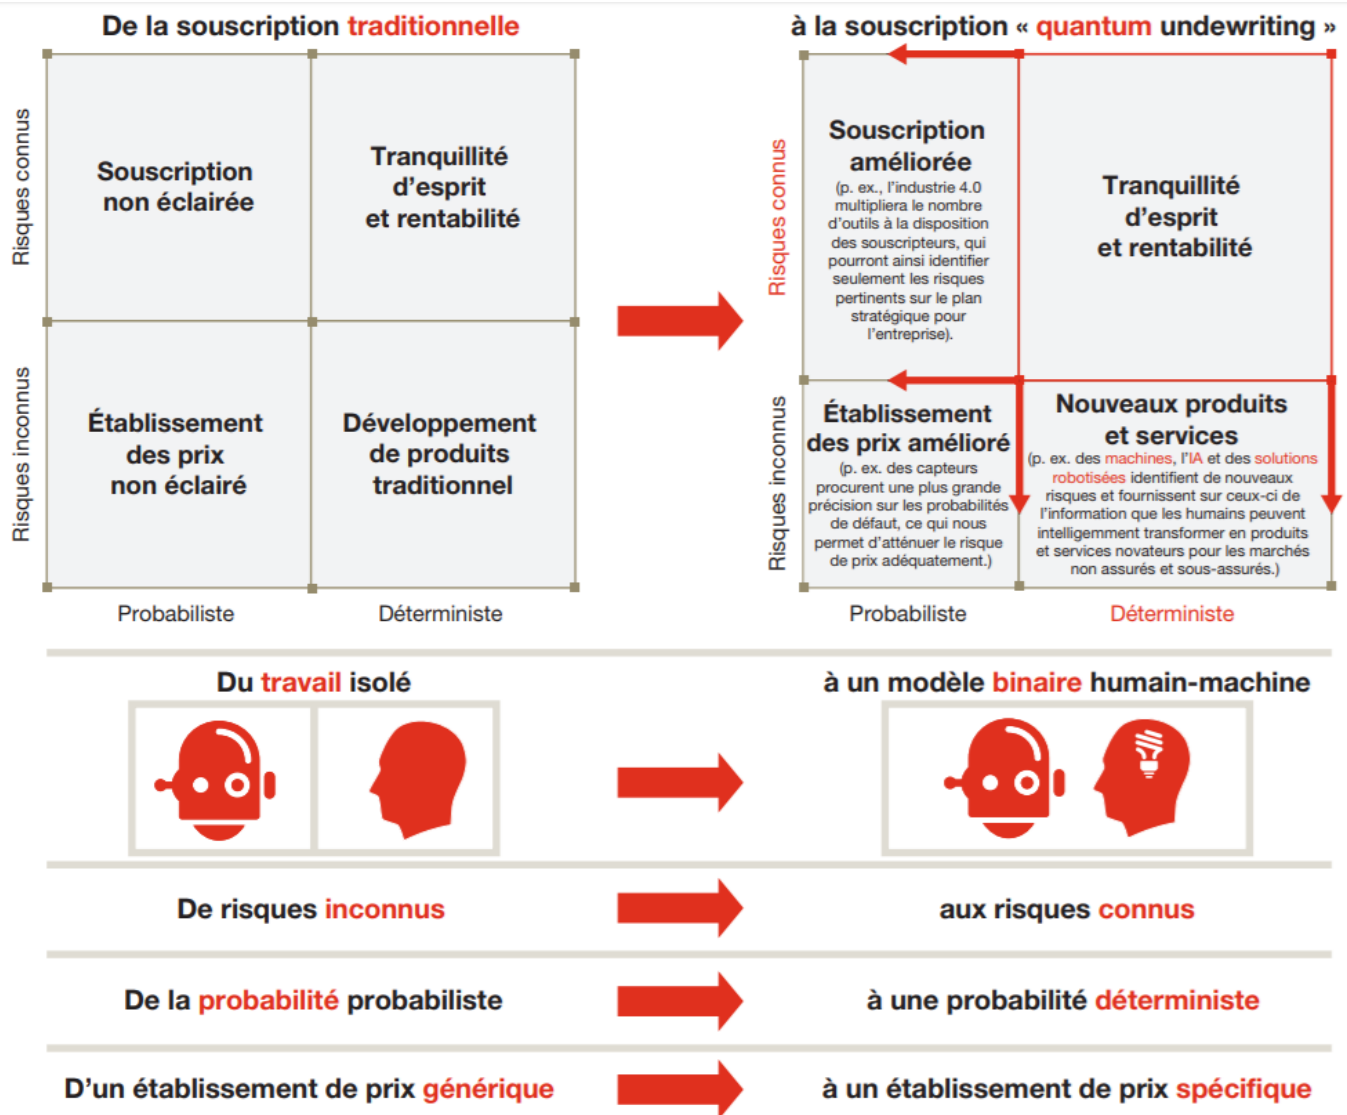 De la souscription traditionnelle
à la souscription « quantum undewriting »
Risques connus
Souscription
non éclairée
Tranquillité
d'esprit
et rentabilité
Risques inconnus
Établissement
des prix
non éclairé
Développement
de produits
traditionnel
Probabiliste
Déterministe
Risques connus
Souscription
améliorée
(p. ex., l'industrie 4.0
multipliera le nombre
d'outils à la disposition
des souscripteurs, qui
pourront ainsi identifier
seulement les risques
pertinents sur le plan
stratégique pour
l'entreprise).
Tranquillité
d'esprit
et rentabilité
Risques inconnus
Établissement
des prix amélioré
(p. ex. des capteurs
procurent une plus grande
précision sur les probabilités
de défaut, ce qui nous
permet d'atténuer le risque
de prix adéquatement.)
Nouveaux produits
et services
(p. ex. des machines, l'IA et des solutions
robotisées identifient de nouveaux
risques et fournissent sur ceux-ci de
l'information que les humains peuvent
intelligemment transformer en produits
et services novateurs pour les marchés
non assurés et sous-assurés.)
Probabiliste
Déterministe
Du travail isolé
à un modèle binaire humain-machine
De risques inconnus
aux risques connus
De la probabilité probabiliste
à une probabilité déterministe
D'un établissement de prix générique
à un établissement de prix spécifique